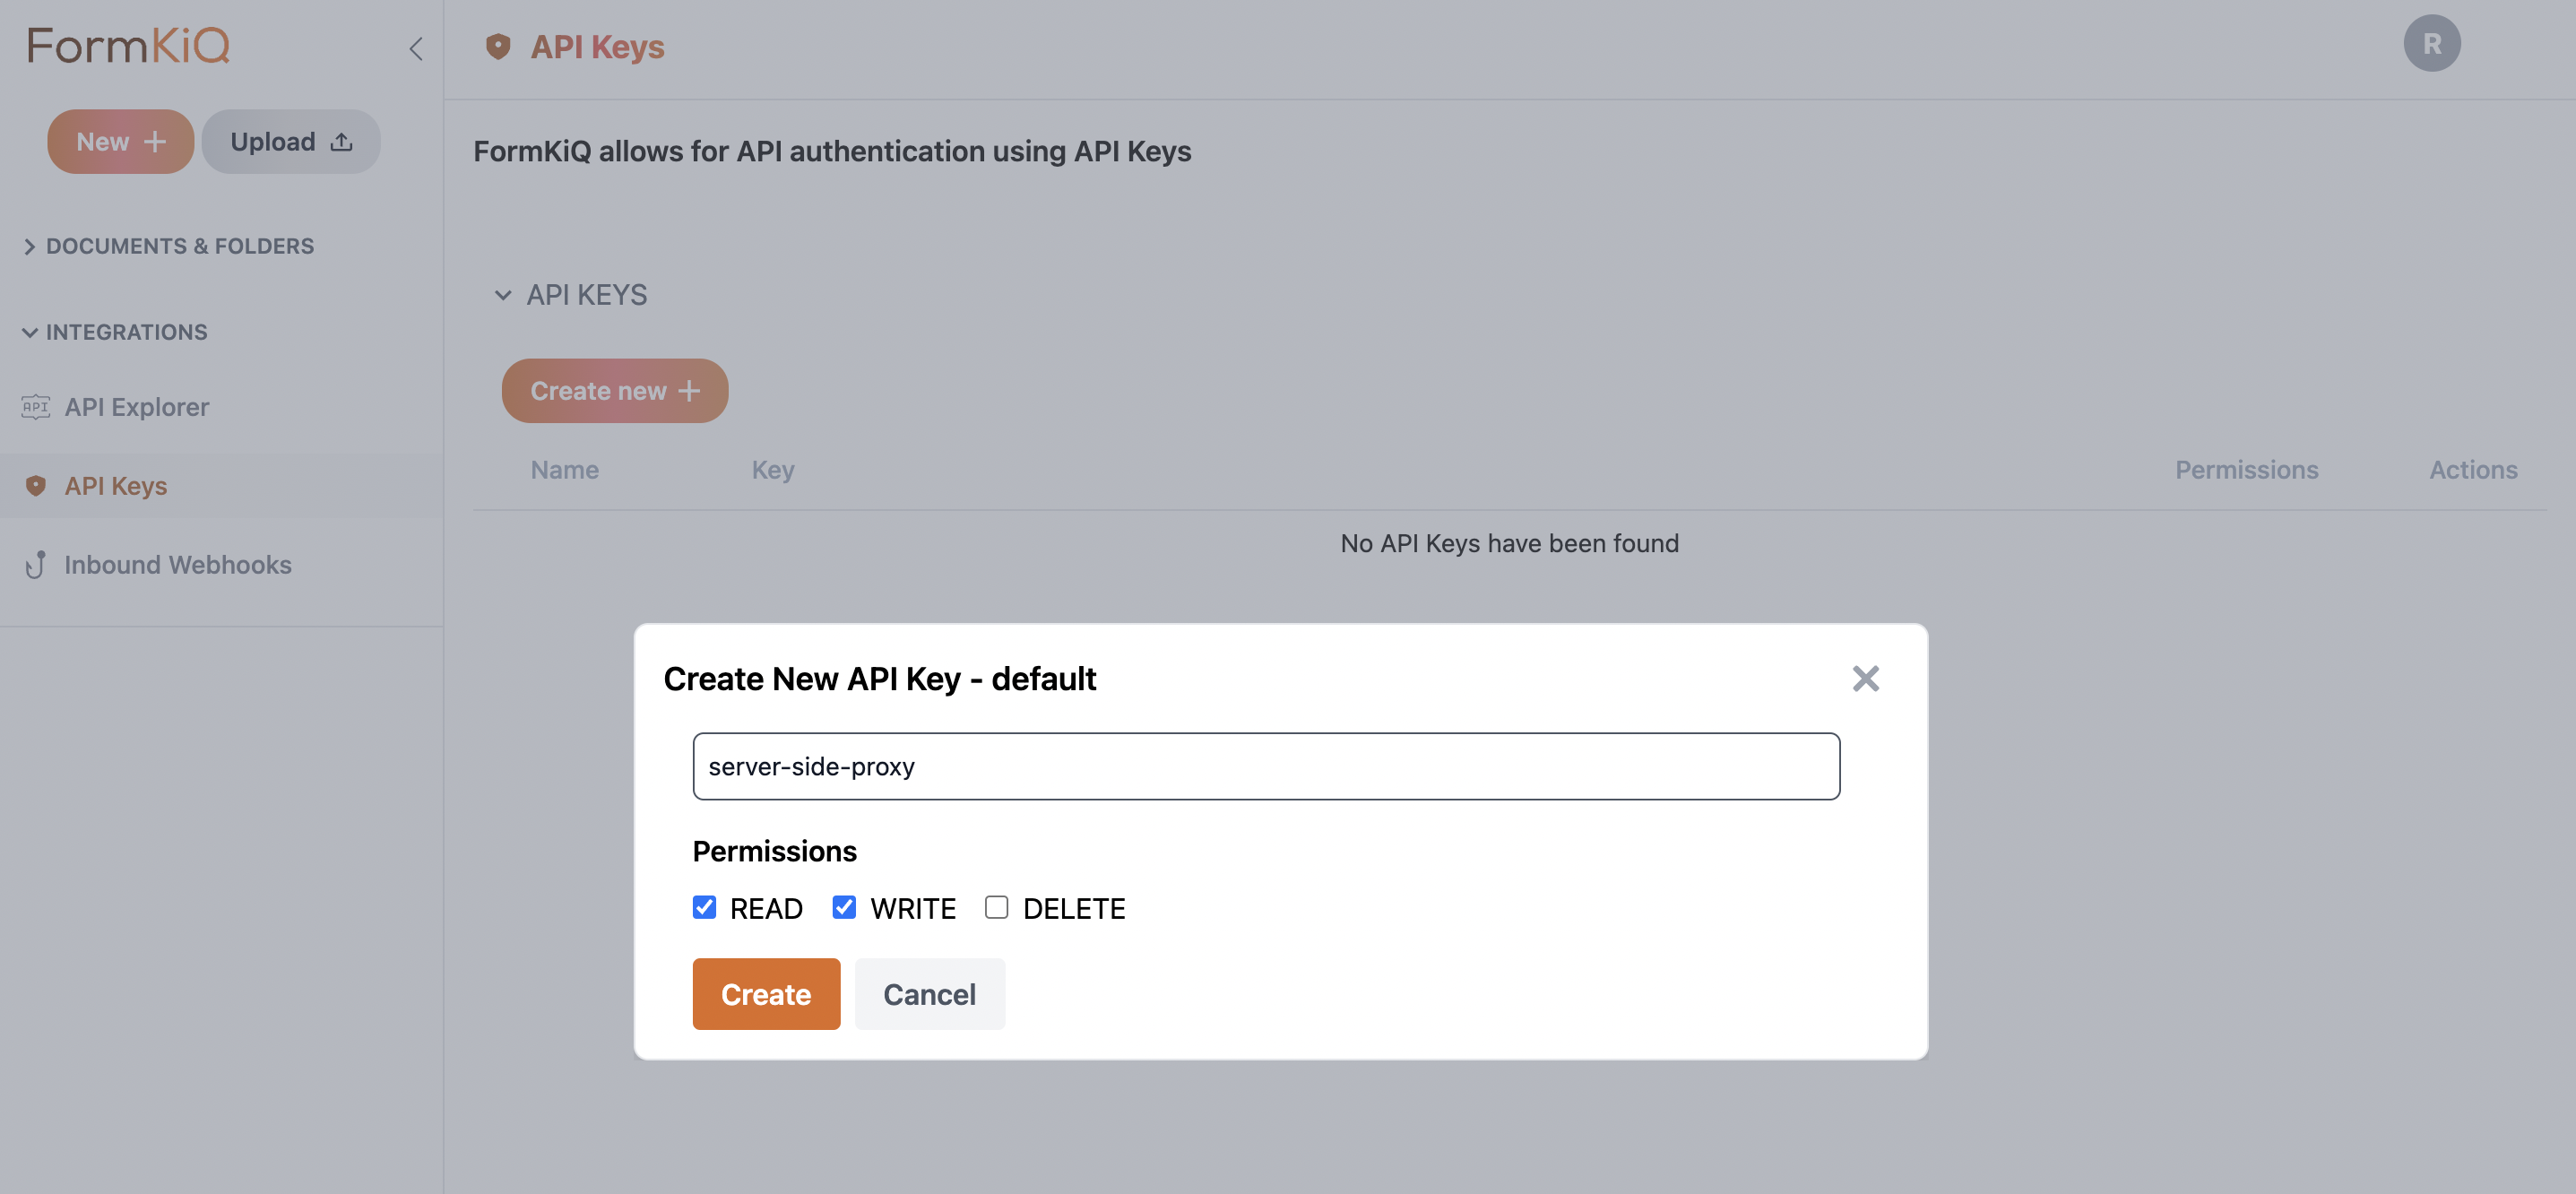 FormKiQ
New
Upload
DOCUMENTS & FOLDERS
INTEGRATIONS
API
API Explorer
API Keys
Inbound Webhooks
API Keys
R
FormKiQ allows for API authentication using API Keys
API KEYS
Create new
Name Key Permissions Actions
No API Keys have been found
Create New API Key - default
server-side-proxy
Permissions
READ WRITE DELETE
Create Cancel